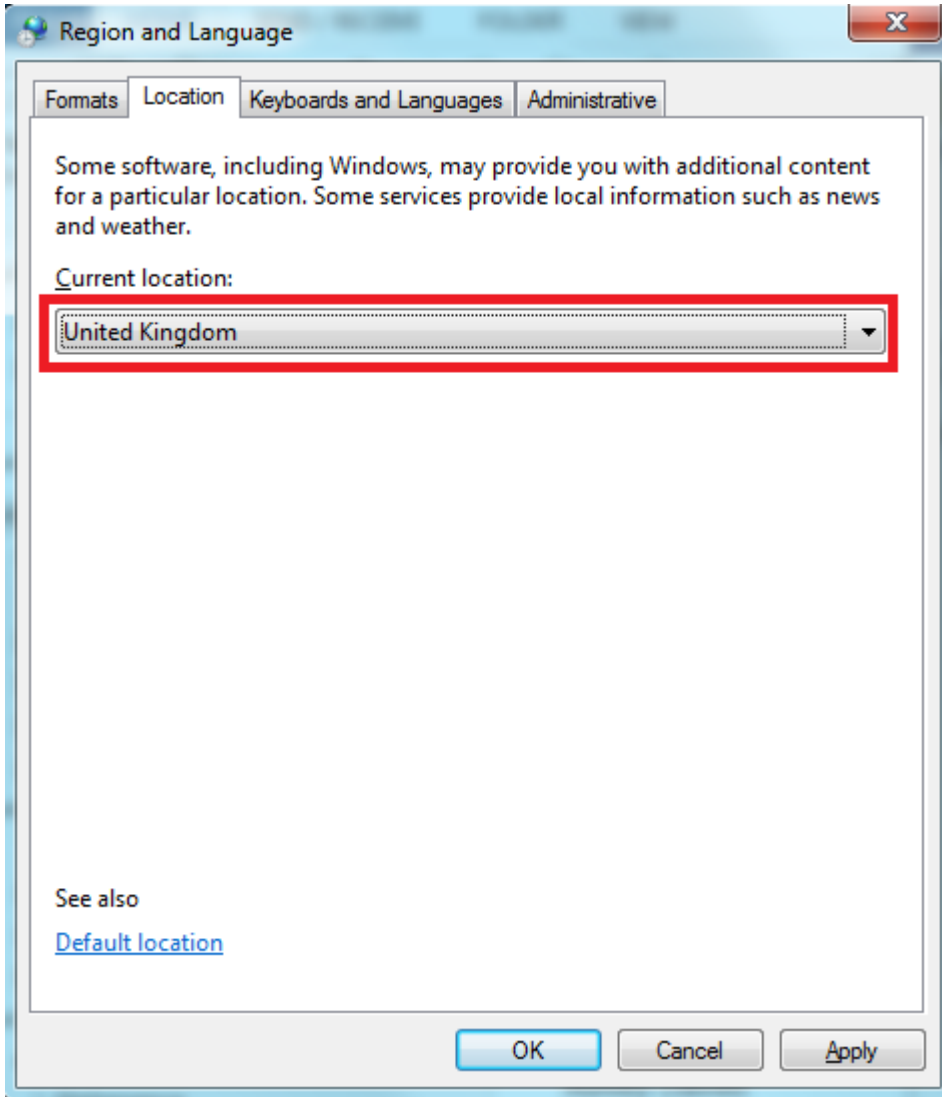 Region and Language
Formats Location Keyboards and Languages Administrative
Some software, including Windows, may provide you with additional content
for a particular location. Some services provide local information such as news
and weather.
Current location:
United Kingdom
See also
Default location
OK Cancel Apply